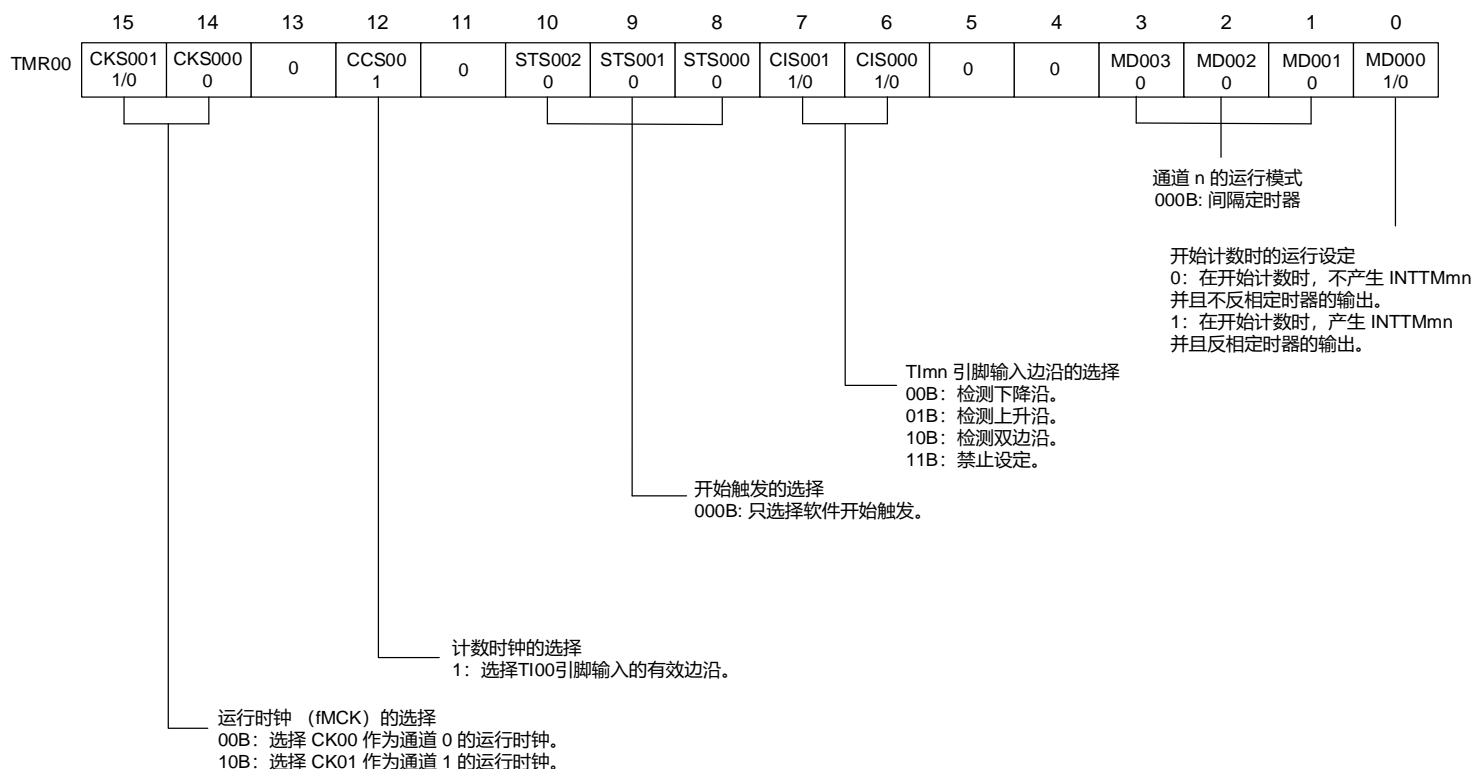 15 14 13 12 11 10 9 8 7 6 5 4 3 2 1 0
TMR00 CKS001 CKS000 0 CCS00 0 STS002 STS001 STS000 CIS001 CIS000 0 0 MD003 MD002 MD001 MD000
1/0 0 1 0 0 0 1/0 1/0 0 0 0 1/0
通道 n 的运行模式
000B: 间隔定时器
开始计数时的运行设定
0：在开始计数时，不产生 INTTMmn
并且不反相定时器的输出。
1：在开始计数时，产生 INTTMmn
并且反相定时器的输出。
TImn 引脚输入边沿的选择
00B：检测下降沿。
01B：检测上升沿。
10B：检测双边沿。
11B：禁止设定。
开始触发的选择
000B: 只选择软件开始触发。
计数时钟的选择
1：选择TI00引脚输入的有效边沿。
运行时钟 （fMCK）的选择
00B：选择 CK00 作为通道 0 的运行时钟。
10B：选择 CK01 作为通道 1 的运行时钟。